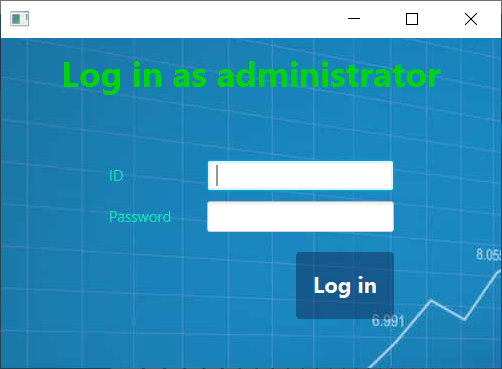 Log in as administrator
ID
Password
Log in
8.05
6.991